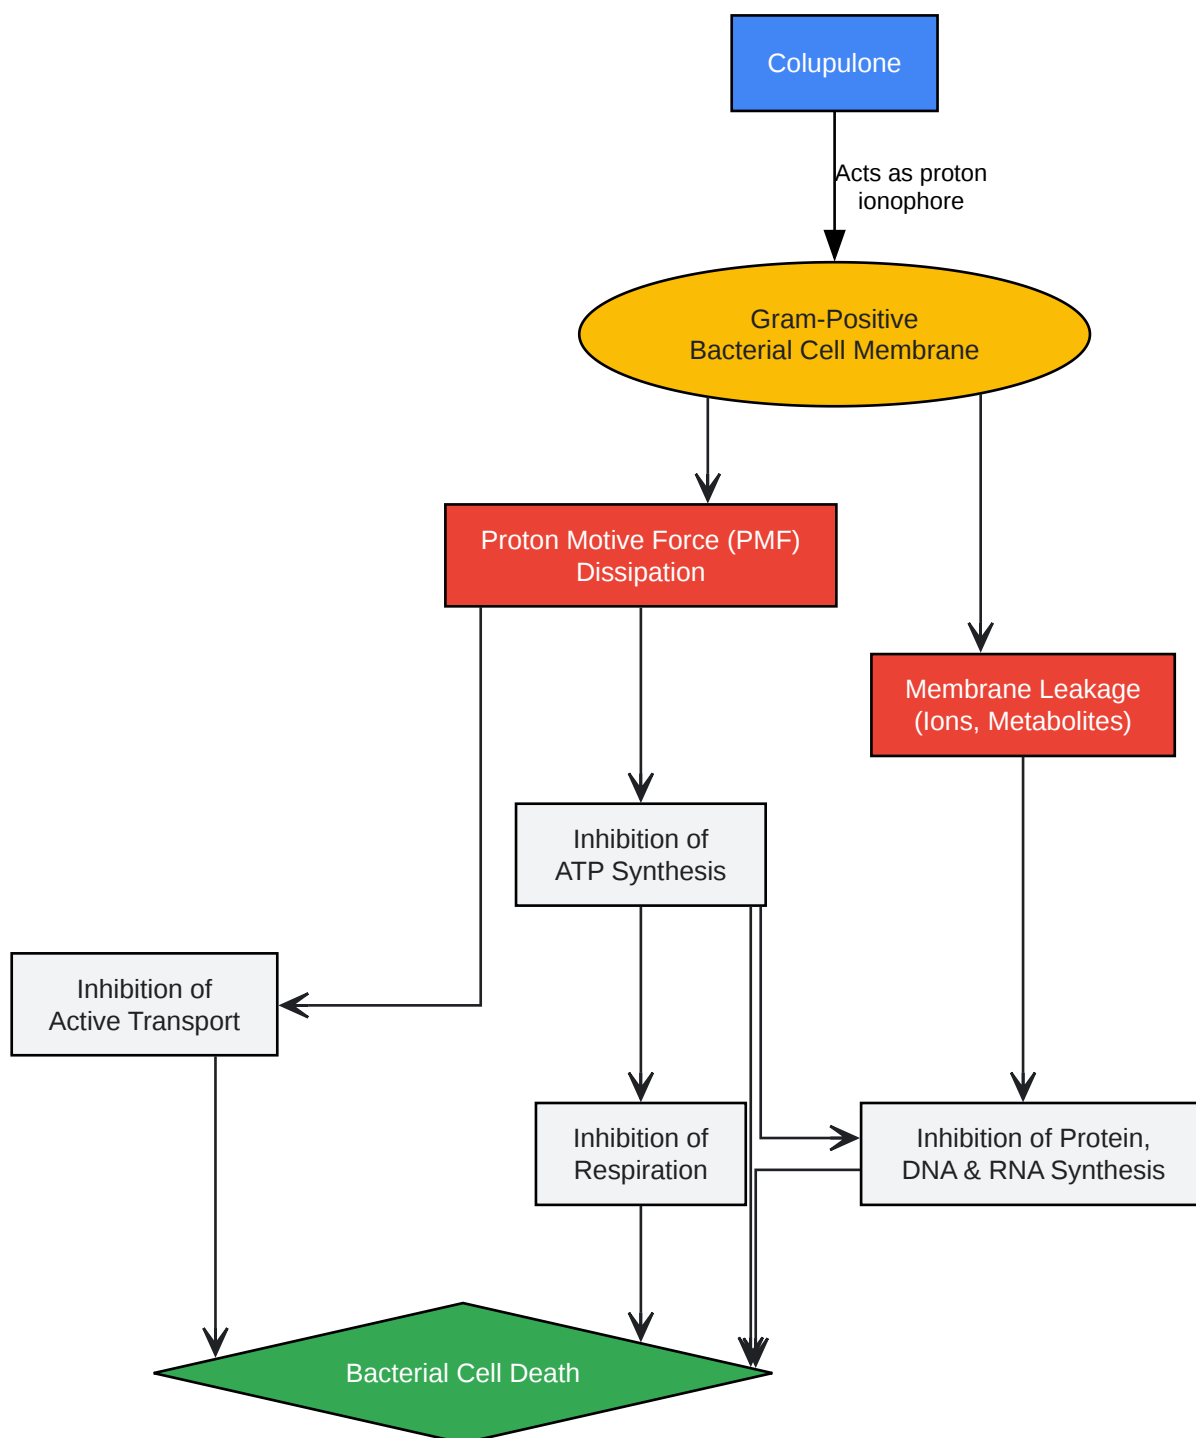 Colupulone
Acts as proton
ionophore
Gram-Positive
Bacterial Cell Membrane
Proton Motive Force (PMF)
Dissipation
Membrane Leakage
(Ions, Metabolites)
Inhibition of
ATP Synthesis
Inhibition of
Active Transport
Inhibition of
Respiration
Inhibition of Protein,
DNA & RNA Synthesis
Bacterial Cell Death